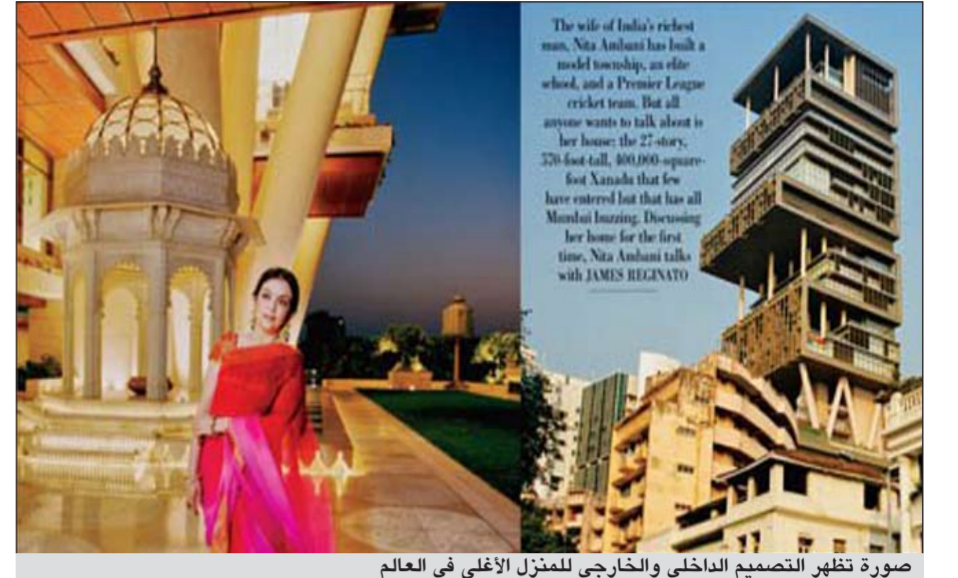 The wife of India's richest
man, Nita Ambani has built a
model township, an elite
school, and a Premier League
cricket team. But all
anyone wants to talk about is
her house: the 27-story,
570-foot-tall, 400,000-square-
foot Xanadu that few
have entered but that has all
Mumbai buzzing. Discussing
her home for the first
time, Nita Ambani talks
with JAMES REGINATO
صورة تظهر التصميم الداخلي والخارجي للمنزل الأغلى في العالم